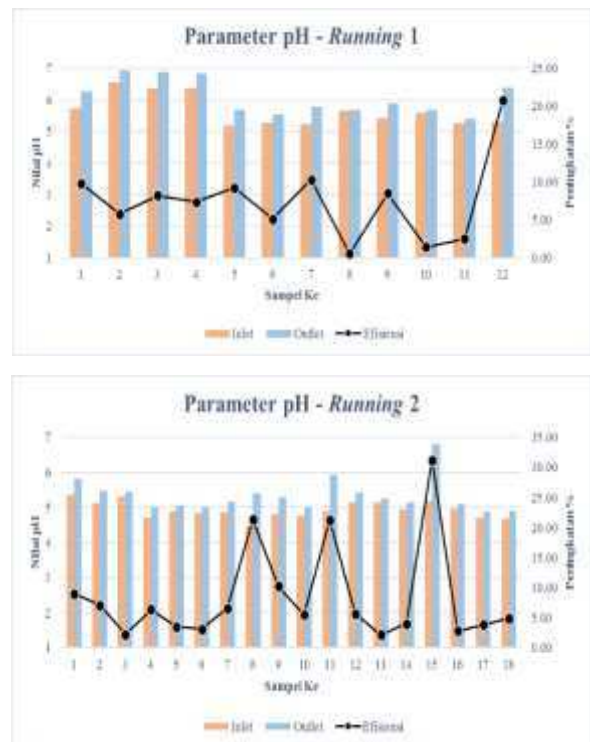 Parameter pH - Running 1
7
6
5
4
3
2
1
25.00
20.00
15.00
10.00
5.00
0.00
Nilai pH
Peningkatan %
1 2 3 4 5 6 7 8 9 10 11 12
Sampel Ke
Inlet Outlet Efisiensi
Parameter pH - Running 2
7
6
5
4
3
2
1
35.00
30.00
25.00
20.00
15.00
10.00
5.00
0.00
Nilai pH
Peningkatan %
1 2 3 4 5 6 7 8 9 10 11 12 13 14 15 16 17 18
Sampel Ke
Inlet Outlet Efisiensi